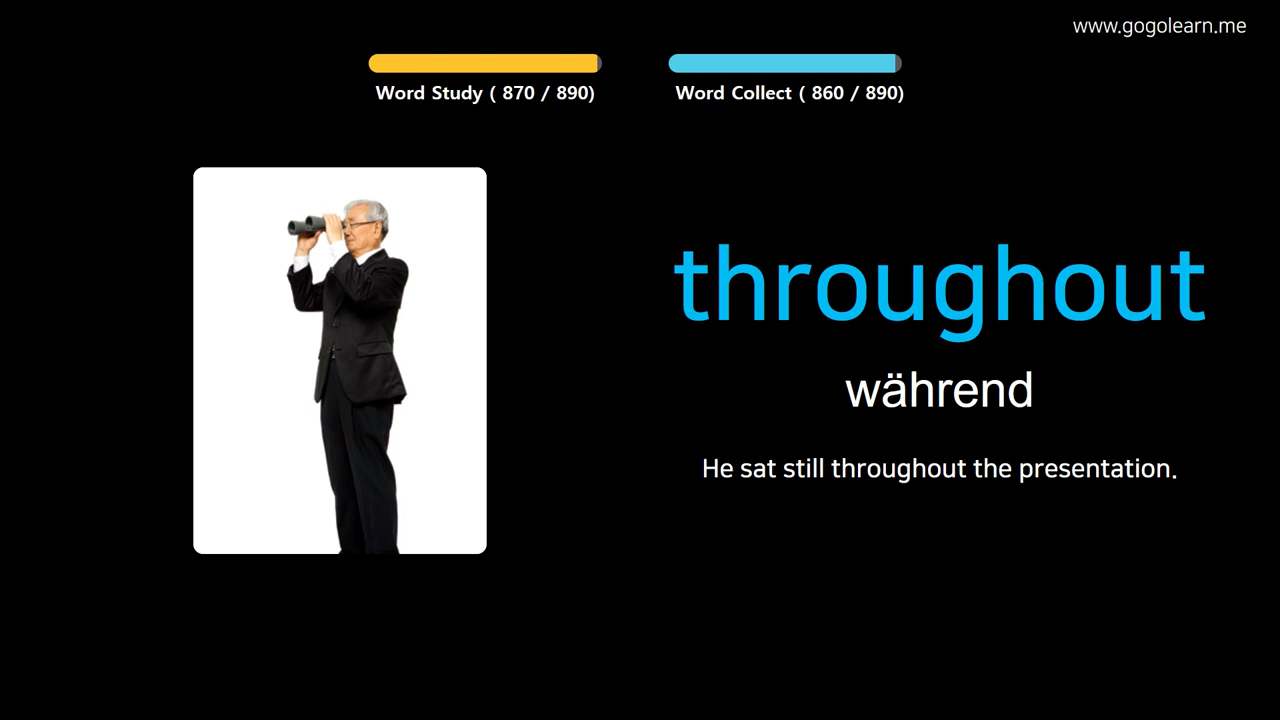 www.gogolearn.me
Word Study ( 870 / 890)
Word Collect ( 860 / 890)
throughout
während
He sat still throughout the presentation.